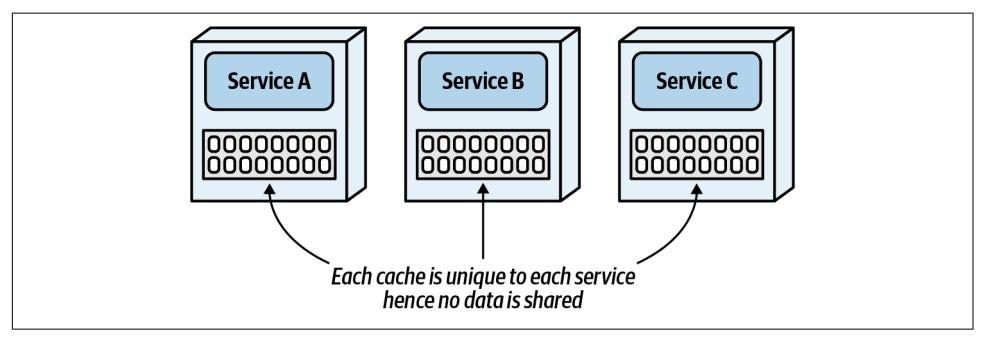 Service A
Service B
Service C
Each cache is unique to each service
hence no data is shared